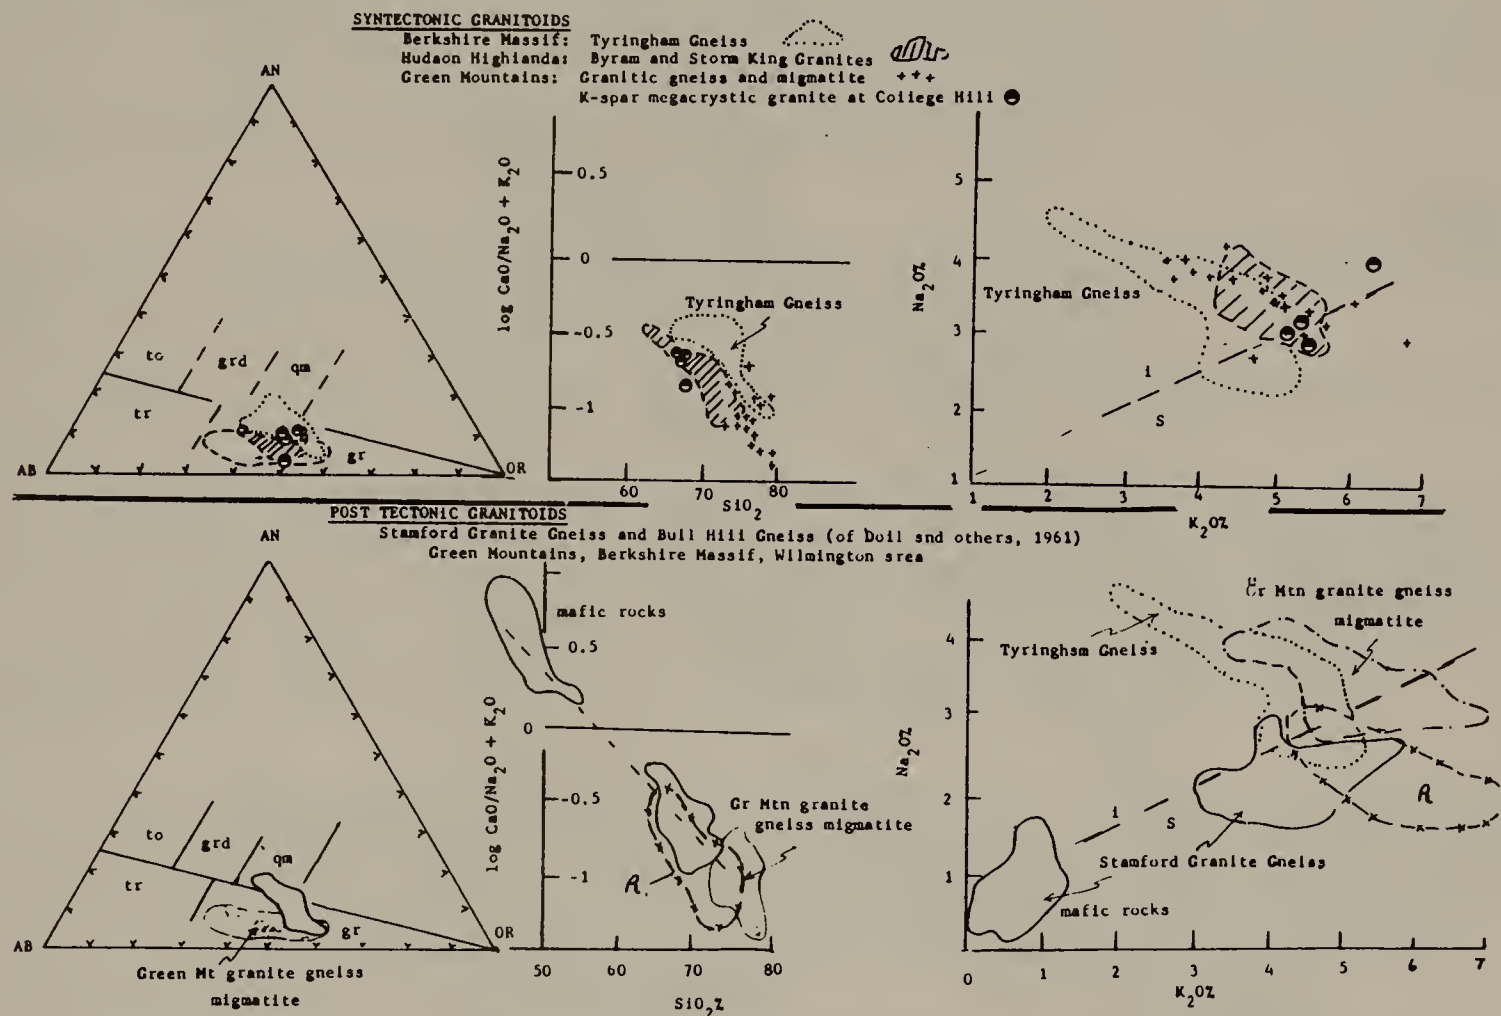 SYNTECTONIC GRANITOIDS
Berkshire Massif: Tyringham Gneiss
Hudaon Highlanda: Byram and Storm King Granites
Green Mountains: Granitic gneiss and migmatite
K-spar megacrystic granite at College Hill
AN
to
grd
qm
tr
gr
AB
OR
log CaO/Na2O + K2O
0.5
0
-0.5
-1
Tyringham Gneiss
60
70
80
SiO2
Na2O%
5
4
3
2
1
Tyringham Gneiss
i
S
1
2
3
4
5
6
7
K2O%
POST TECTONIC GRANITOIDS
Stamford Granite Gneiss and Bull Hill Gneiss (of Doll snd others, 1961)
Green Mountains, Berkshire Massif, Wilmington srea
AN
to
grd
qm
tr
gr
AB
OR
Green Mt granite gneiss
migmatite
mafic rocks
log CaO/Na2O + K2O
0.5
0
-0.5
-1
Gr Mtn granite
gneiss migmatite
R
50
60
70
80
SiO2%
Na2O%
4
3
2
1
Gr Mtn granite gneiss
migmatite
Tyringhsm Gneiss
i
S
R
Stamford Granite Gneiss
mafic rocks
0
1
2
3
4
5
6
7
K2O%